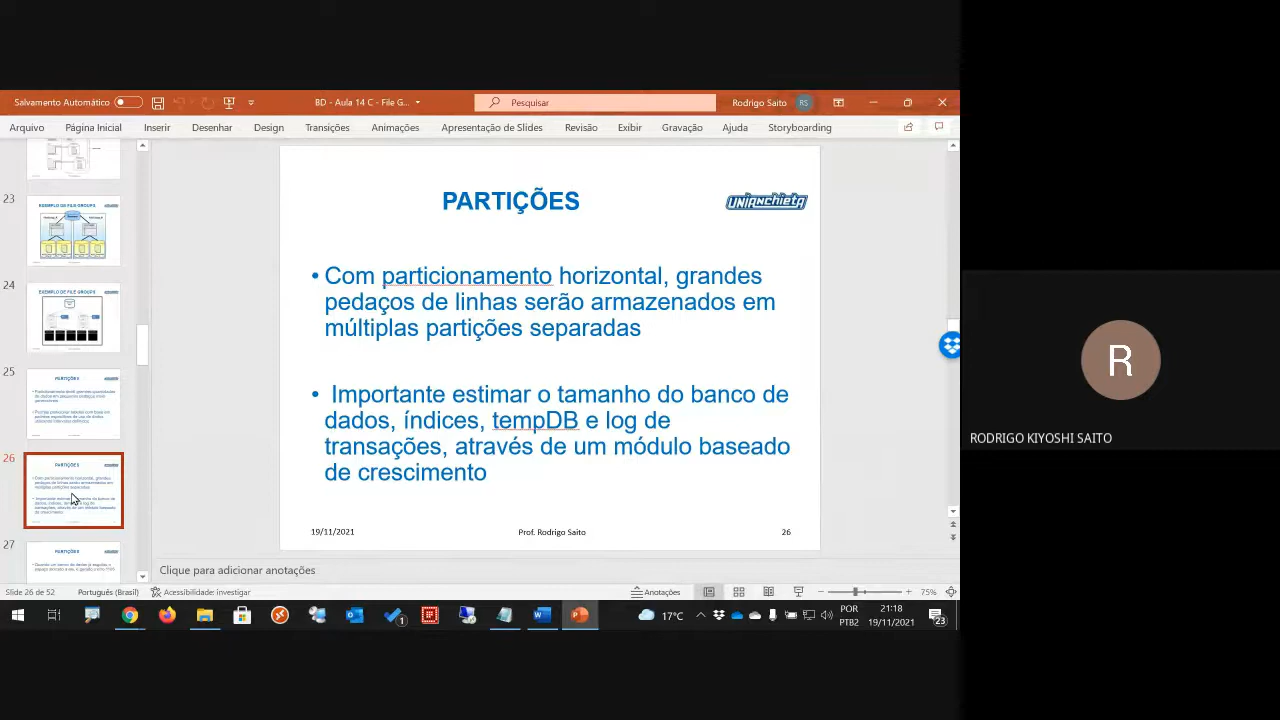 Salvamento Automático
BD - Aula 14 C - File G...
Pesquisar
Rodrigo Saito
RS
Arquivo
Página Inicial
Inserir
Desenhar
Design
Transições
Animações
Apresentação de Slides
Revisão
Exibir
Gravação
Ajuda
Storyboarding
23
EXEMPLO DE FILE GROUPS
24
EXEMPLO DE FILE GROUPS
25
PARTIÇÕES
26
PARTIÇÕES
27
PARTIÇÕES
PARTIÇÕES
UNIANCHIETA
• Com particionamento horizontal, grandes
pedaços de linhas serão armazenados em
múltiplas partições separadas
• Importante estimar o tamanho do banco de
dados, índices, tempDB e log de
transações, através de um módulo baseado
de crescimento
19/11/2021
Prof. Rodrigo Saito
26
Clique para adicionar anotações
Slide 26 de 52
Português (Brasil)
Acessibilidade: investigar
Anotações
75%
1
17°C
POR
PTB2
21:18
19/11/2021
23
R
RODRIGO KIYOSHI SAITO